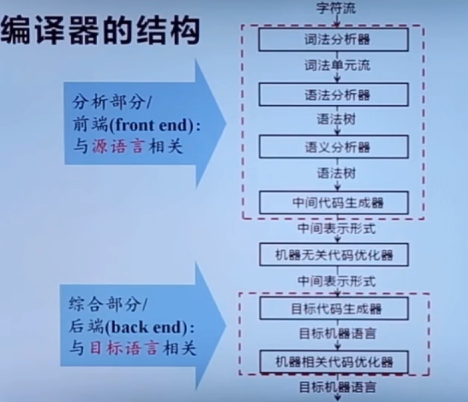 编译器的结构
字符流
词法分析器
词法单元流
语法分析器
语法树
语义分析器
语法树
中间代码生成器
中间表示形式
机器无关代码优化器
中间表示形式
目标代码生成器
目标机器语言
机器相关代码优化器
目标机器语言
分析部分/
前端(front end):
与源语言相关
综合部分/
后端(back end):
与目标语言相关